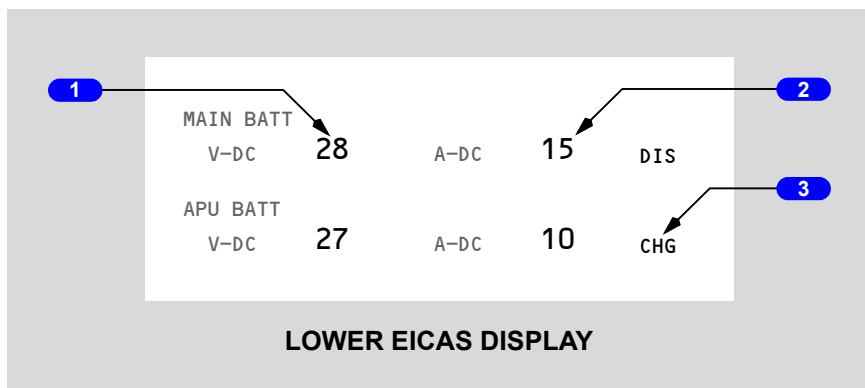 1
2
MAIN BATT
V-DC 28 A-DC 15 DIS
3
APU BATT
V-DC 27 A-DC 10 CHG
LOWER EICAS DISPLAY